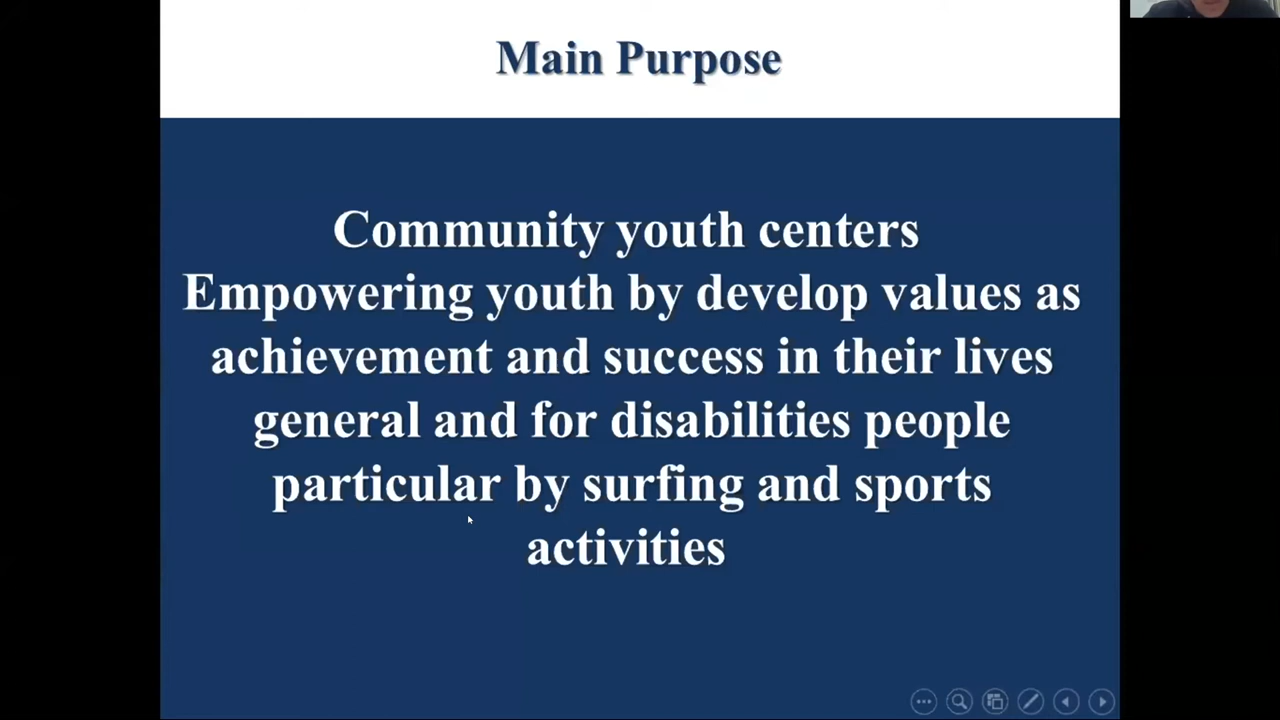 Main Purpose
Community youth centers
Empowering youth by develop values as
achievement and success in their lives
general and for disabilities people
particular by surfing and sports
activities